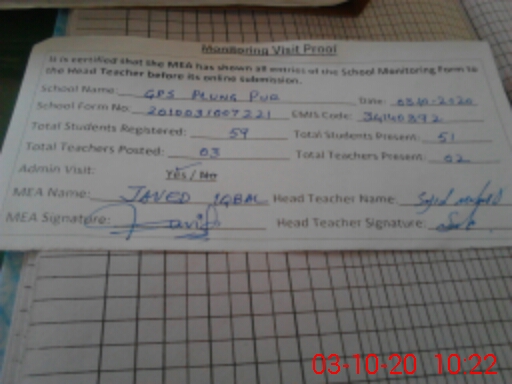 Monitoring Visit Proof
It is certified that the MEA has shown all entries of the School Monitoring Form to
the Head Teacher before its online submission.
School Name: GPS PLUNG PUR Date: 03.10.2020
School Form No: 2010031007221 EMIS Code:
Total Students Registered: 59 Total Students Present: 51
Total Teachers Posted: 03 Total Teachers Present: 02
Admin Visit: Yes / No
MEA Name: JAVED IQBAL Head Teacher Name: Sajid
MEA Signature: Javed Head Teacher Signature:
03-10-20 10:22